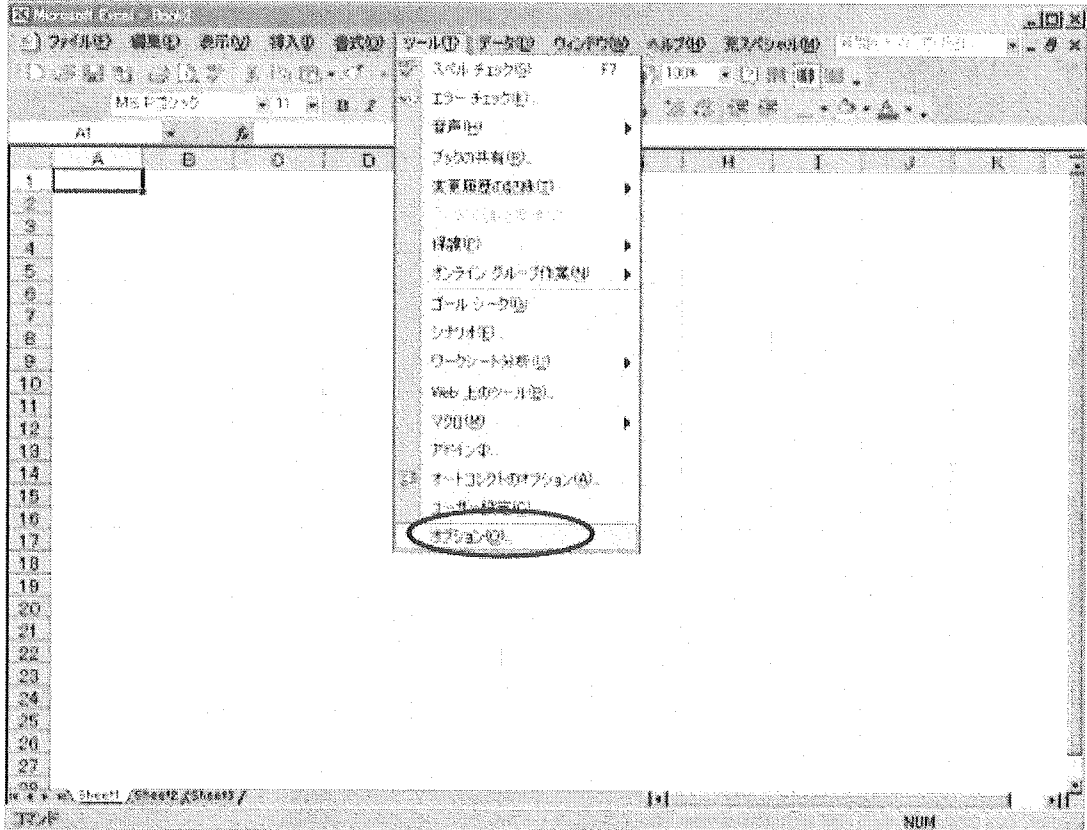 Microsoft Excel - Book2
ファイル(F) 編集(E) 表示(V) 挿入(I) 書式(O) ツール(T) データ(D) ウィンドウ(W) ヘルプ(H)
MS Pゴシック 11 B I 100%
A1 fx
A B C D H I J K
スペル チェック(S)... F7
エラー チェック(K)...
音声(H)
ブックの共有(B)...
変更履歴の記録(T)
保護(P)
オンライン グループ作業(N)
ゴール シーク(G)...
シナリオ(E)...
ワークシート分析(U)
Web 上のツール(B)...
マクロ(M)
アドイン(I)...
オートコレクトのオプション(A)...
ユーザー設定(C)...
オプション(O)...
1
2
3
4
5
6
7
8
9
10
11
12
13
14
15
16
17
18
19
20
21
22
23
24
25
26
27
28
Sheet1 Sheet2 Sheet3
コマンド NUM